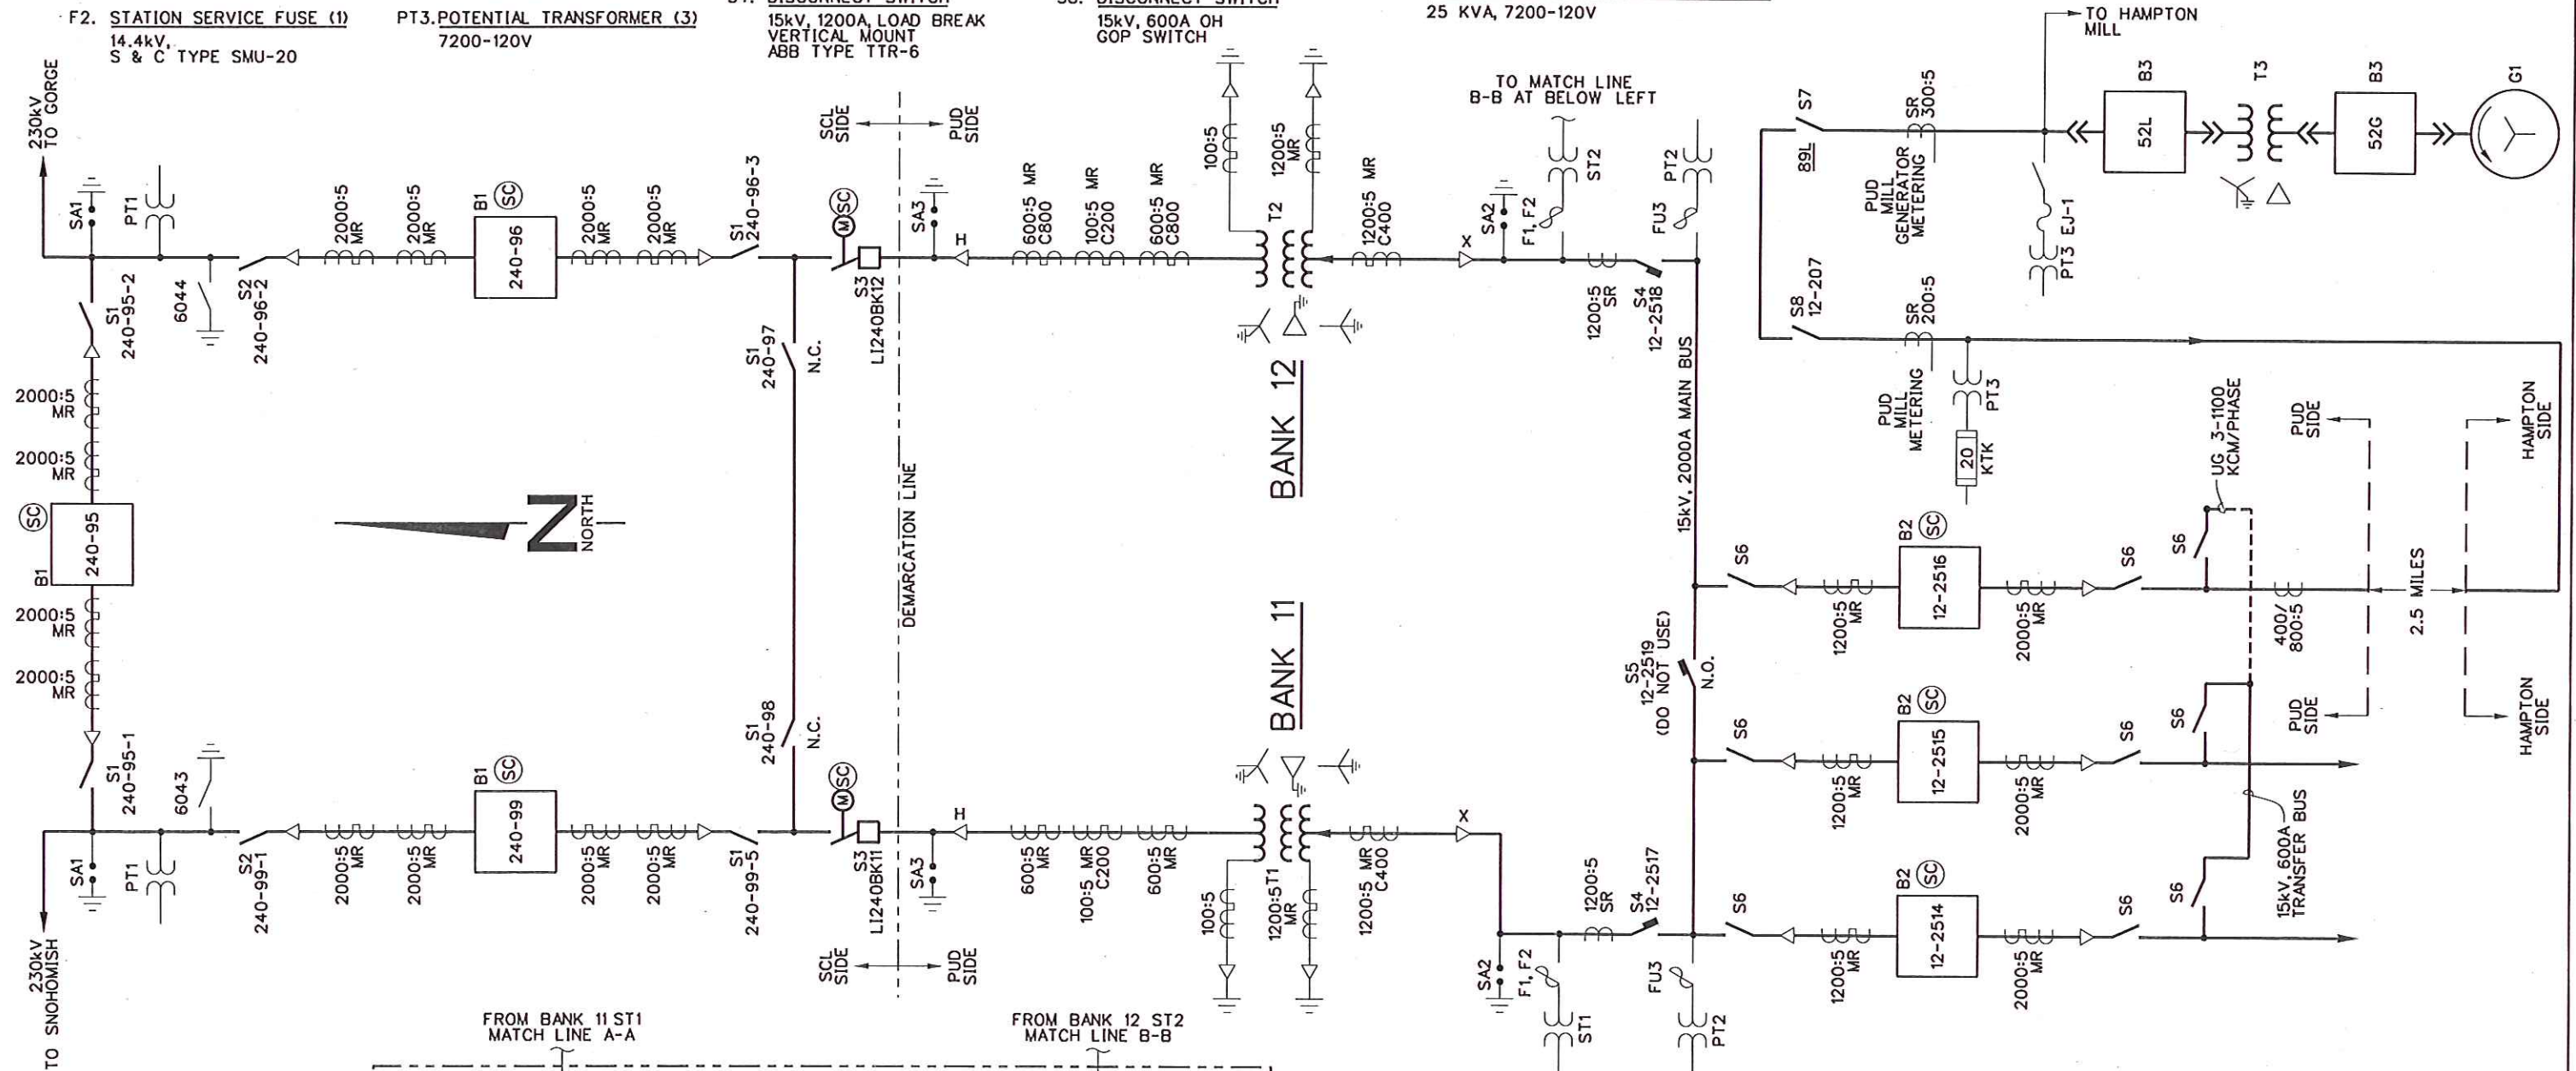 F2. STATION SERVICE FUSE (1)
14.4kV,
S & C TYPE SMU-20
PT3.POTENTIAL TRANSFORMER (3)
7200-120V
DISCONNECT SWITCH
15kV, 1200A, LOAD BREAK
VERTICAL MOUNT
ABB TYPE TTR-6
DISCONNECT SWITCH
15kV, 600A OH
GOP SWITCH
25 KVA, 7200-120V
TO HAMPTON
MILL
TO MATCH LINE
B-B AT BELOW LEFT
230kV
TO GORGE
SA1
PT1
6044
S2
240-96-2
2000:5
MR
2000:5
MR
B1
SC
240-96
2000:5
MR
2000:5
MR
S1
240-96-3
SCL
SIDE
PUD
SIDE
M
SC
S3
LI240BK12
SA3
H
600:5 MR
C800
100:5 MR
C200
600:5 MR
C800
100:5
1200:5
MR
T2
1200:5 MR
C400
X
SA2
F1, F2
ST2
1200:5
SR
S4
12-2518
FU3
PT2
S7
89L
SR
300:5
PUD
MILL
GENERATOR
METERING
PT3 EJ-1
B3
52L
T3
B3
52G
G1
S8
12-207
SR
200:5
PUD
MILL
METERING
PT3
20
KTK
S1
240-95-2
2000:5
MR
2000:5
MR
SC
B1
240-95
2000:5
MR
2000:5
MR
S1
240-95-1
N
NORTH
S1
240-97
N.C.
S1
240-98
N.C.
DEMARCATION LINE
BANK 12
BANK 11
15kV, 2000A MAIN BUS
S5
12-2519
(DO NOT USE)
N.O.
S6
1200:5
MR
B2
SC
12-2516
2000:5
MR
S6
S6
UG 3-1100
KCM/PHASE
400/
800:5
PUD
SIDE
HAMPTON
SIDE
2.5 MILES
PUD
SIDE
HAMPTON
SIDE
S6
1200:5
MR
B2
SC
12-2515
2000:5
MR
S6
S6
15kV, 600A
TRANSFER BUS
S6
1200:5
MR
B2
SC
12-2514
2000:5
MR
S6
S6
230kV
TO SNOHOMISH
SA1
PT1
6043
S2
240-99-1
2000:5
MR
2000:5
MR
B1
SC
240-99
2000:5
MR
2000:5
MR
S1
240-99-5
M
SC
S3
LI240BK11
SCL
SIDE
PUD
SIDE
SA3
H
600:5
MR
100:5 MR
C200
600:5
MR
100:5
1200:5
MR
T1
1200:5 MR
C400
X
SA2
F1, F2
ST1
1200:5
SR
S4
12-2517
FU3
PT2
FROM BANK 11 ST1
MATCH LINE A-A
FROM BANK 12 ST2
MATCH LINE B-B